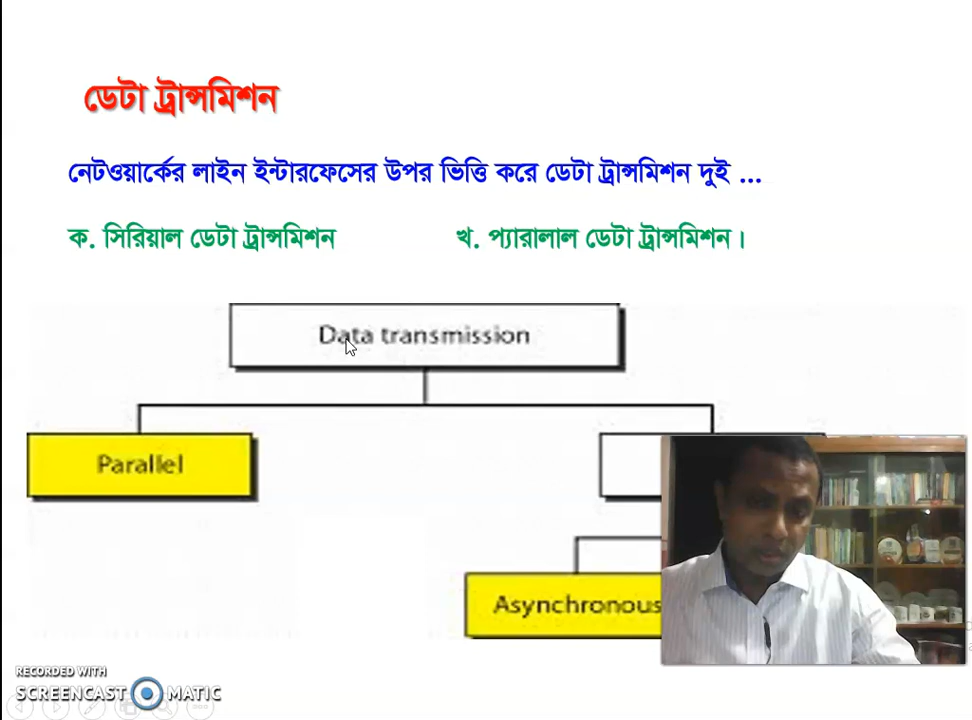 ডেটা ট্রান্সমিশন
নেটওয়ার্কের লাইন ইন্টারফেসের উপর ভিত্তি করে ডেটা ট্রান্সমিশন দুই ...
ক. সিরিয়াল ডেটা ট্রান্সমিশন খ. প্যারালাল ডেটা ট্রান্সমিশন।
Data transmission
Parallel
Asynchronous
RECORDED WITH
SCREENCAST MATIC